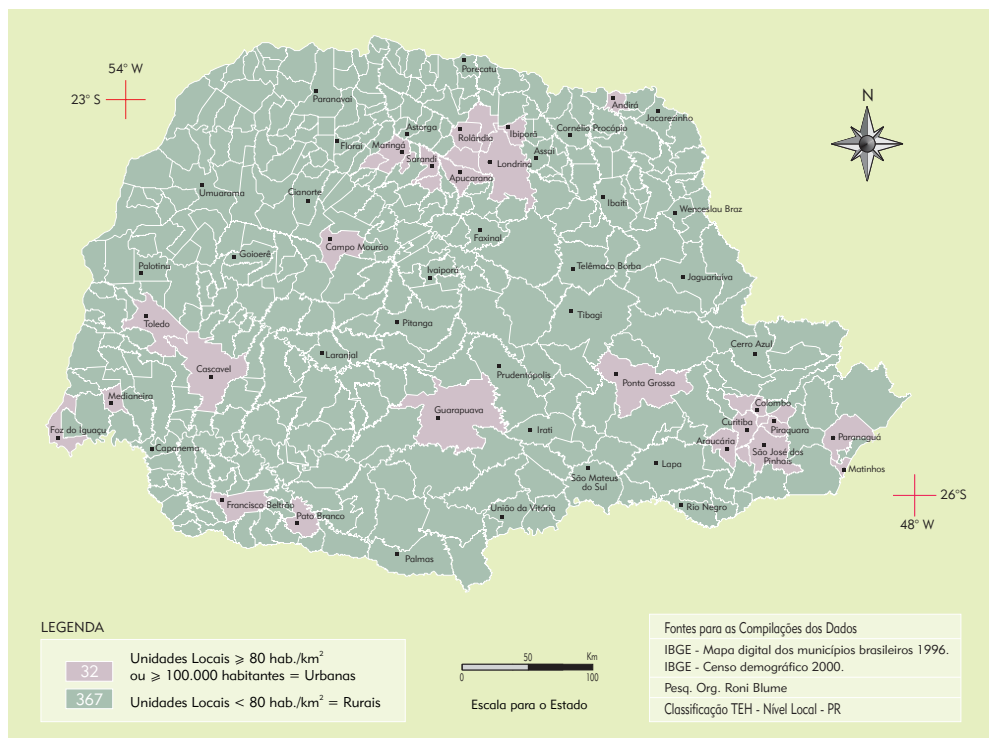 54° W
23° S
N
Porecatu
Paranavaí
Andirá
Jacarezinho
Astorga
Rolândia
Ibiporã
Cornélio Procópio
Floraí
Maringá
Sarandi
Assaí
Londrina
Apucarana
Umuarama
Cianorte
Ibaiti
Wenceslau Braz
Faxinal
Campo Mourão
Goioerê
Palotina
Ivaiporã
Telêmaco Borba
Jaguariaíva
Toledo
Pitanga
Tibagi
Cerro Azul
Laranjal
Cascavel
Prudentópolis
Ponta Grossa
Medianeira
Guarapuava
Colombo
Curitiba
Piraquara
Foz do Iguaçu
Irati
Araucária
Paranaguá
Capanema
São José dos
Pinhais
Lapa
Matinhos
São Mateus
do Sul
26°S
48° W
Francisco Beltrão
Pato Branco
União da Vitória
Rio Negro
Palmas
LEGENDA
32
Unidades Locais ⩾ 80 hab./km²
ou ⩾ 100.000 habitantes = Urbanas
367
Unidades Locais < 80 hab./km² = Rurais
50 Km
0 100
Escala para o Estado
Fontes para as Compilações dos Dados
IBGE - Mapa digital dos municípios brasileiros 1996.
IBGE - Censo demográfico 2000.
Pesq. Org. Roni Blume
Classificação TEH - Nível Local - PR